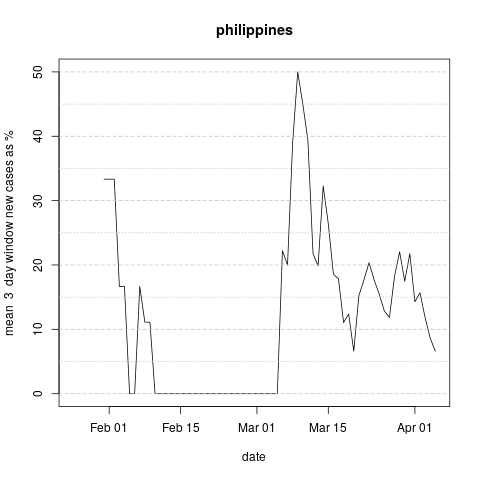 philippines
mean  3  day window new cases as %
50
40
30
20
10
0
Feb 01
Feb 15
Mar 01
Mar 15
Apr 01
date